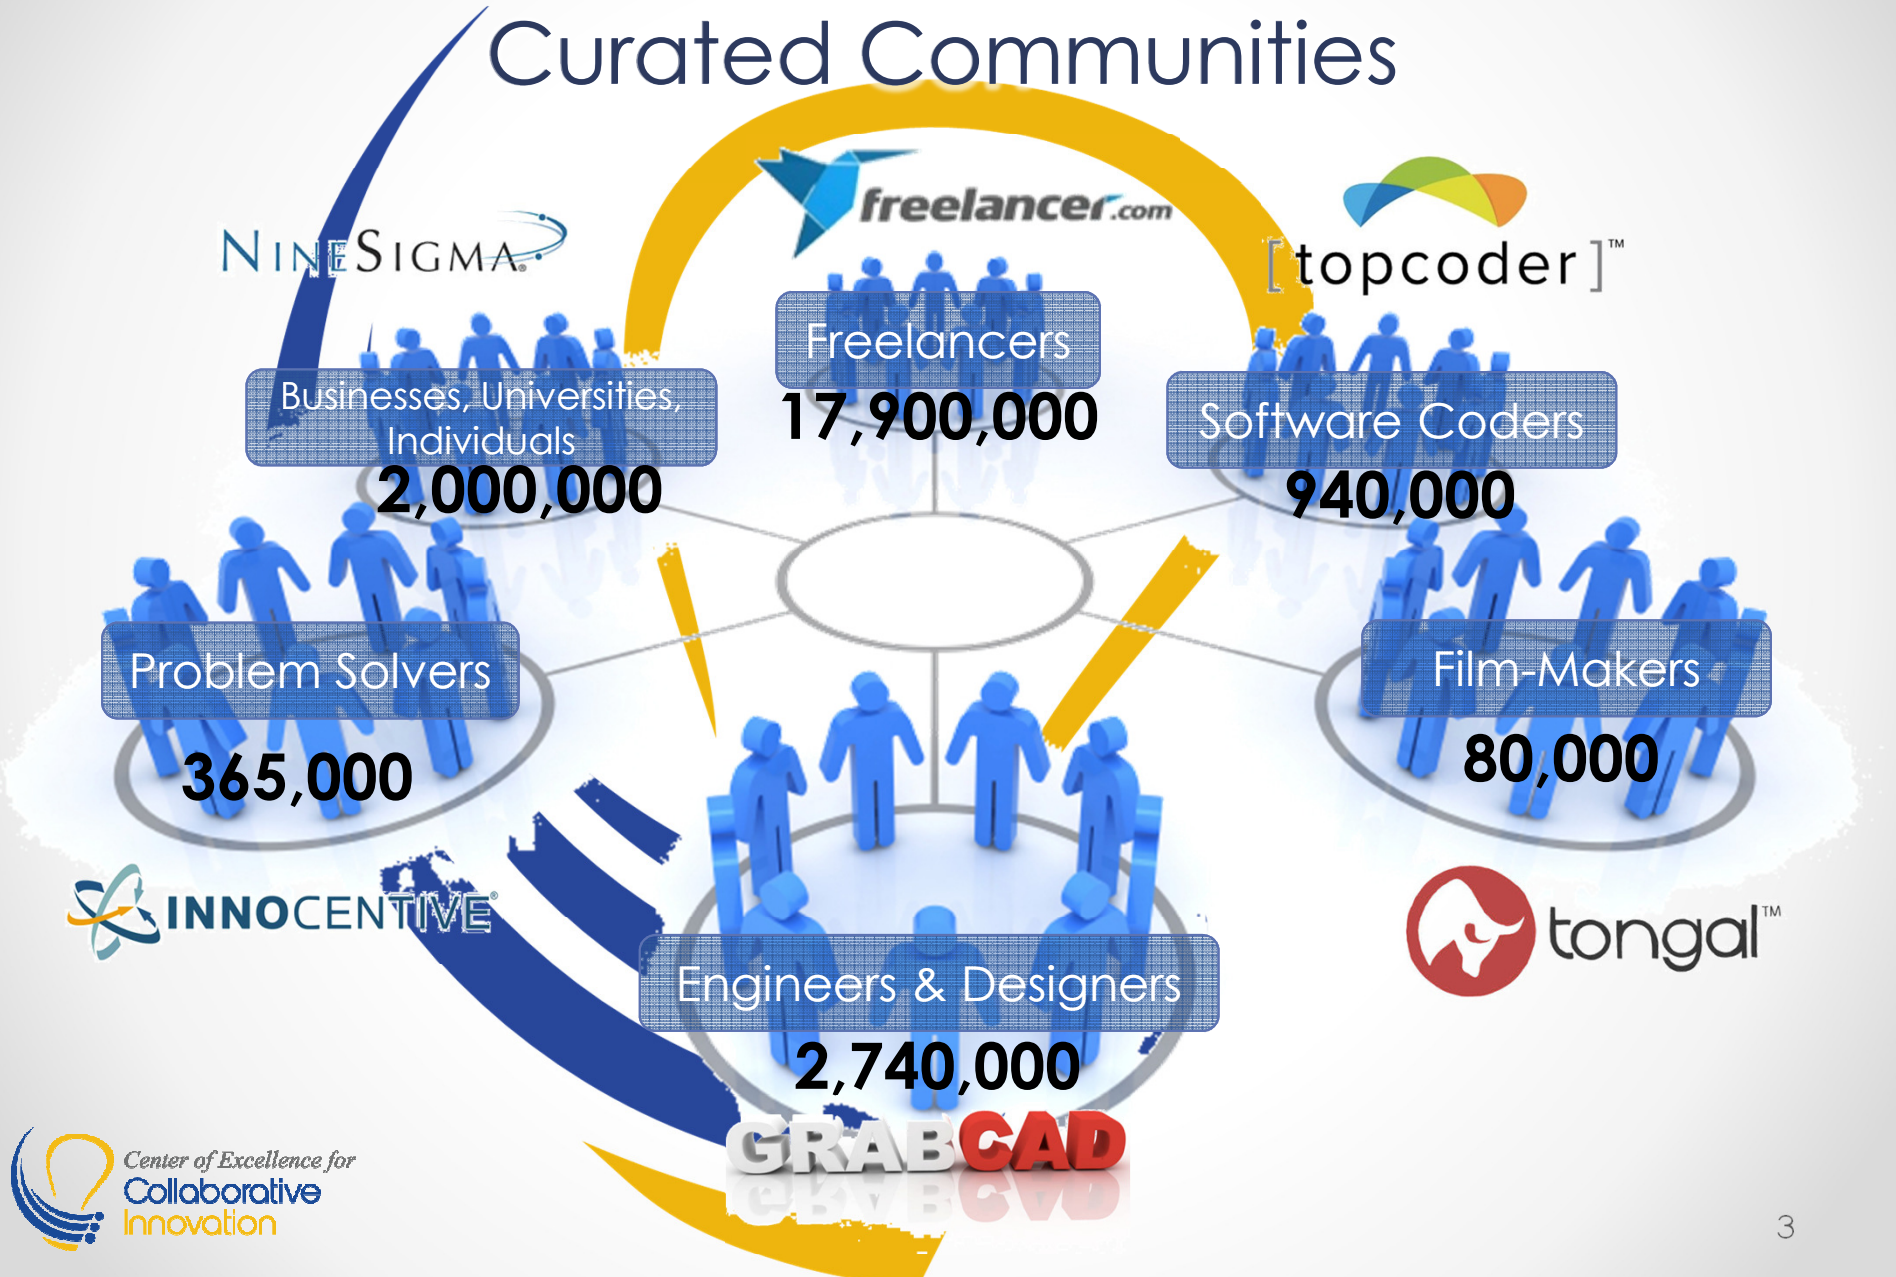 Curated Communities
NINESIGMA®
freelancer.com
[topcoder]™
Businesses, Universities,
Individuals
2,000,000
Freelancers
17,900,000
Software Coders
940,000
Problem Solvers
365,000
Film-Makers
80,000
INNOCENTIVE®
tongal™
Engineers & Designers
2,740,000
GRABCAD
Center of Excellence for
Collaborative
Innovation
3